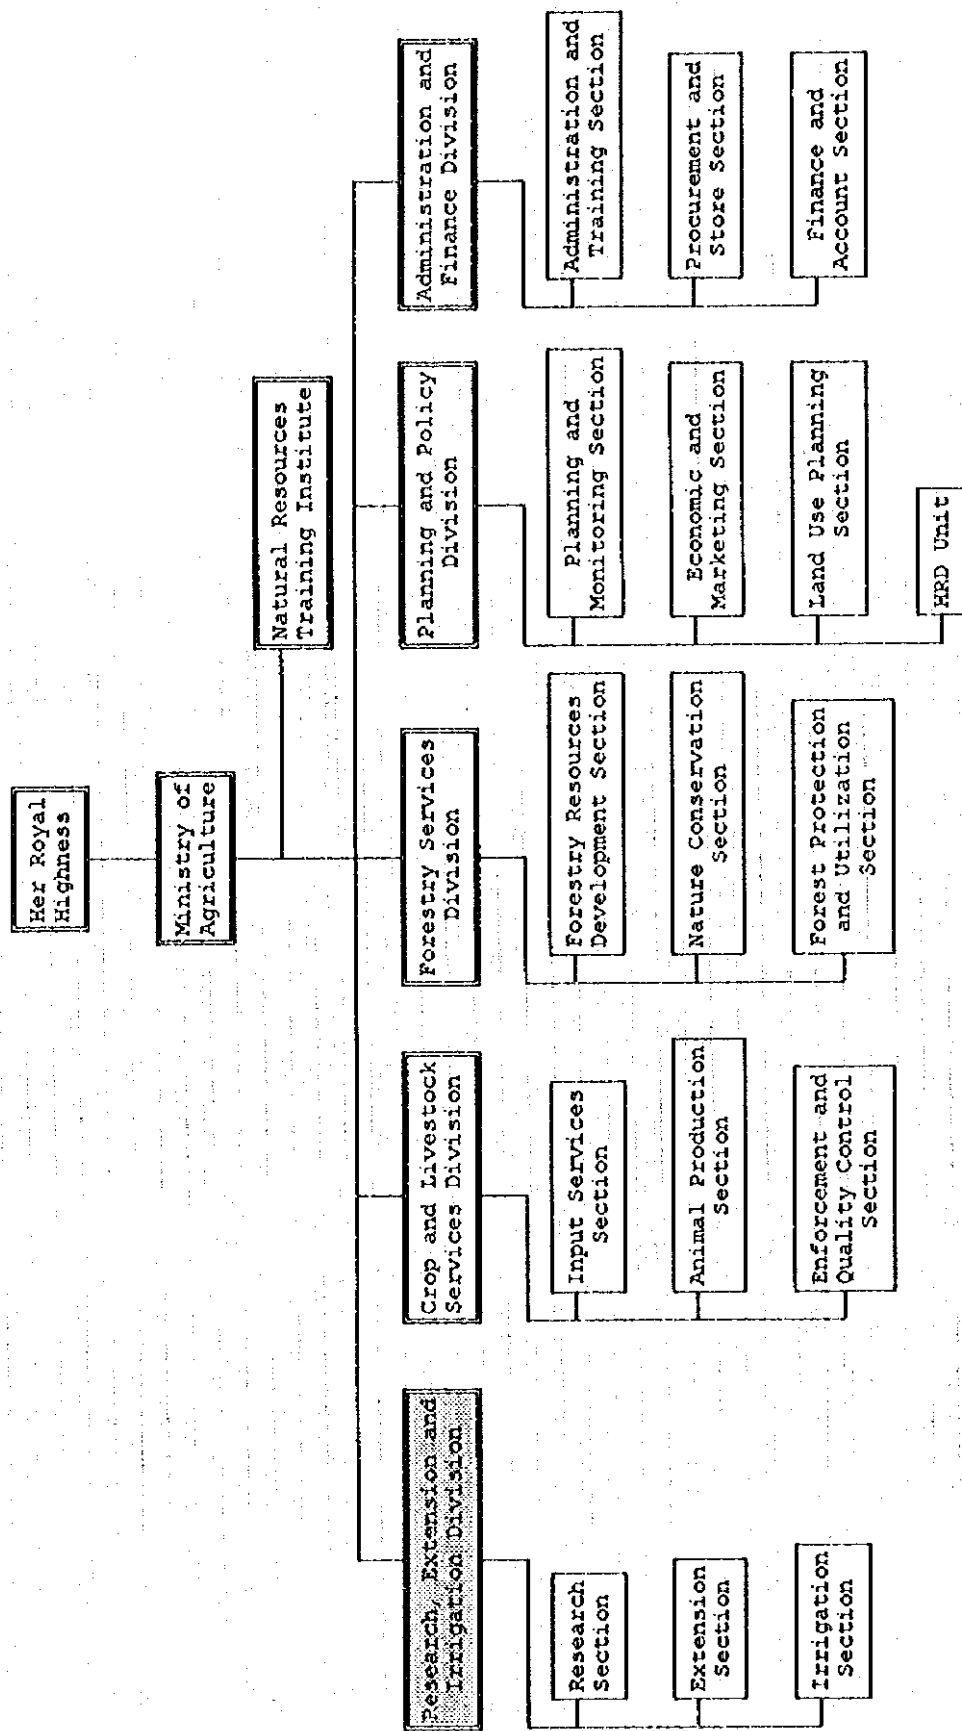 Her Royal
Highness
Ministry of
Agriculture
Natural Resources
Training Institute
Research, Extension and
Irrigation Division
Crop and Livestock
Services Division
Forestry Services
Division
Planning and Policy
Division
Administration and
Finance Division
Research
Section
Extension
Section
Irrigation
Section
Input Services
Section
Animal Production
Section
Enforcement and
Quality Control
Section
Forestry Resources
Development Section
Nature Conservation
Section
Forest Protection
and Utilization
Section
Planning and
Monitoring Section
Economic and
Marketing Section
Land Use Planning
Section
HRD Unit
Administration and
Training Section
Procurement and
Store Section
Finance and
Account Section